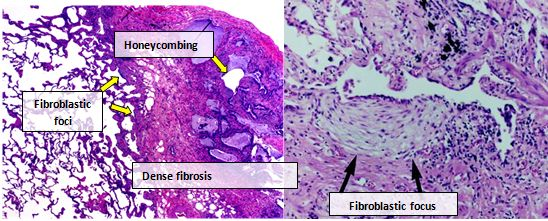 Honeycombing
Fibroblastic
foci
Dense fibrosis
Fibroblastic focus